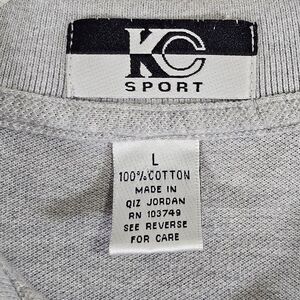 KC
SPORT
L
100% COTTON
MADE IN
QIZ JORDAN
RN 103749
SEE REVERSE
FOR CARE